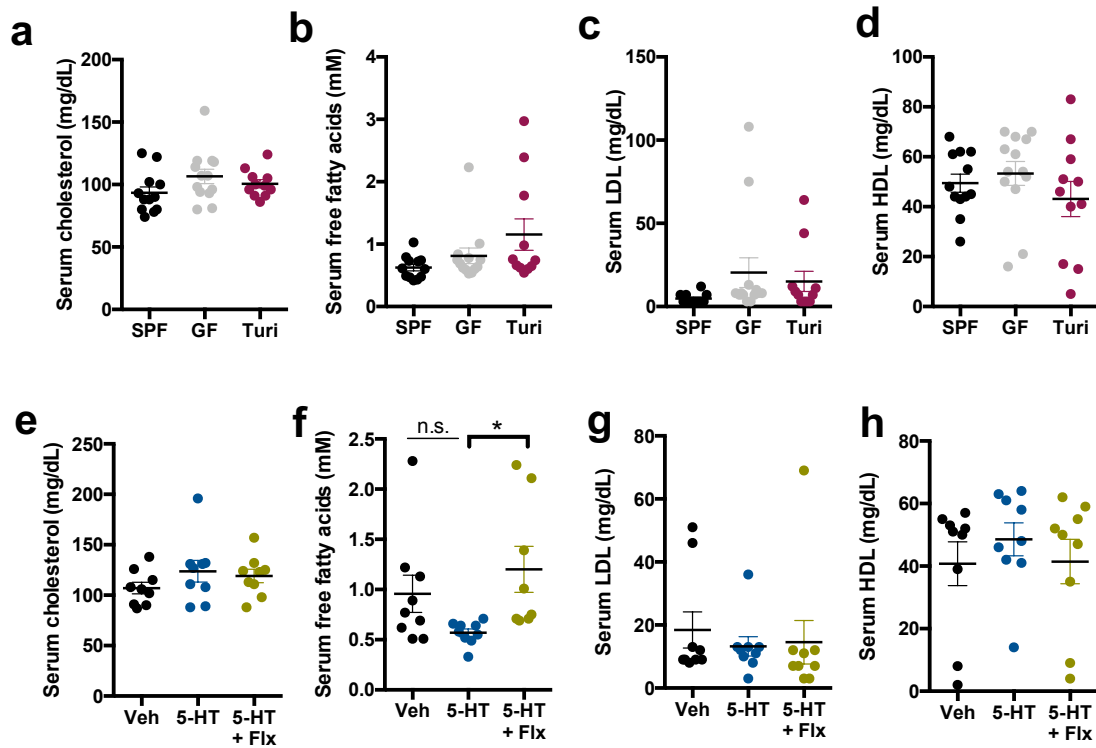 a
Serum cholesterol (mg/dL)
200
150
100
50
0
SPF GF Turi
b
Serum free fatty acids (mM)
4
3
2
1
0
SPF GF Turi
c
Serum LDL (mg/dL)
150
100
50
0
SPF GF Turi
d
Serum HDL (mg/dL)
100
80
60
40
20
0
SPF GF Turi
e
Serum cholesterol (mg/dL)
250
200
150
100
50
0
Veh 5-HT 5-HT
+ Flx
f
Serum free fatty acids (mM)
2.5
2.0
1.5
1.0
0.5
0.0
n.s. *
Veh 5-HT 5-HT
+ Flx
g
Serum LDL (mg/dL)
80
60
40
20
0
Veh 5-HT 5-HT
+ Flx
h
Serum HDL (mg/dL)
80
60
40
20
0
Veh 5-HT 5-HT
+ Flx